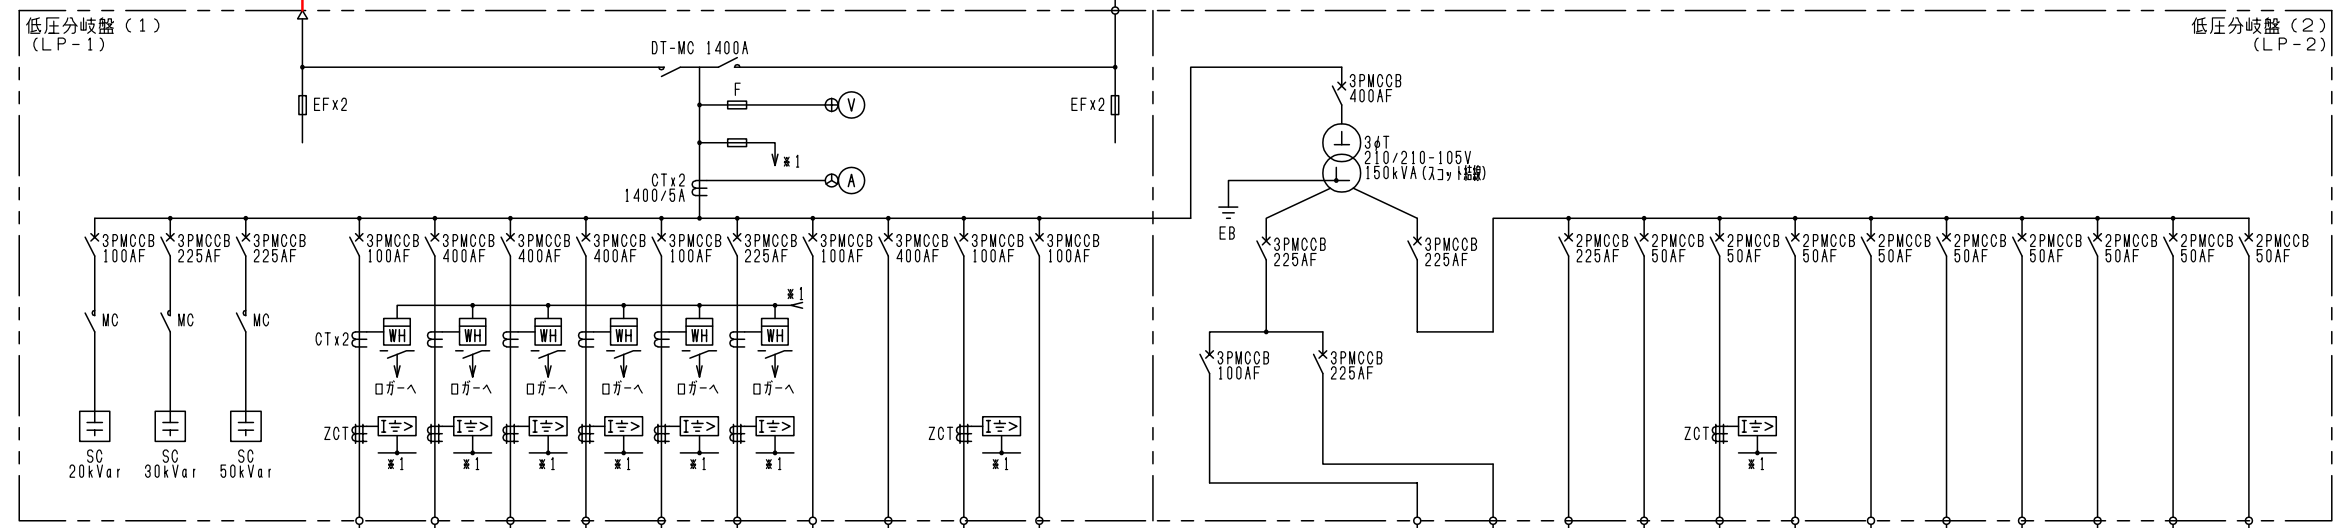 低圧分岐盤（1）
（LP-1）
低圧分岐盤（2）
（LP-2）
DT-MC 1400A
EFx2
F
V
EFx2
※1
CTx2
1400/5A
A
3PMCCB
400AF
3φT
210/210-105V
150kVA(スコット結線)
EB
3PMCCB
100AF
3PMCCB
225AF
3PMCCB
225AF
3PMCCB
100AF
3PMCCB
400AF
3PMCCB
400AF
3PMCCB
400AF
3PMCCB
100AF
3PMCCB
225AF
3PMCCB
100AF
3PMCCB
400AF
3PMCCB
100AF
3PMCCB
100AF
3PMCCB
225AF
3PMCCB
225AF
2PMCCB
225AF
2PMCCB
50AF
2PMCCB
50AF
2PMCCB
50AF
2PMCCB
50AF
2PMCCB
50AF
2PMCCB
50AF
2PMCCB
50AF
2PMCCB
50AF
2PMCCB
50AF
※1
MC
MC
MC
CTx2
WH
WH
WH
WH
WH
WH
3PMCCB
100AF
3PMCCB
225AF
ロガーへ
ロガーへ
ロガーへ
ロガーへ
ロガーへ
ロガーへ
ZCT
I⏚>
I⏚>
I⏚>
I⏚>
I⏚>
I⏚>
ZCT
I⏚>
ZCT
I⏚>
SC
20kVar
SC
30kVar
SC
50kVar
※1
※1
※1
※1
※1
※1
※1
※1